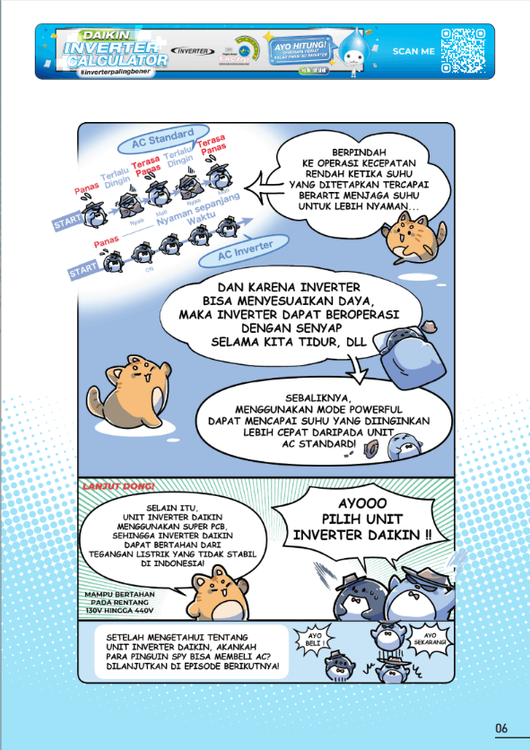 DAIKIN
INVERTER
CALCULATOR
#inverterpalingbener
INVERTER
AYO HITUNG!
SCAN ME
AC Standard
Panas
Terlalu
Dingin
Terasa
Panas
Terlalu
Dingin
Terasa
Panas
START
Nyala
Mati
Nyala
Nyaman sepanjang
Waktu
Panas
START
ON
AC Inverter
BERPINDAH
KE OPERASI KECEPATAN
RENDAH KETIKA SUHU
YANG DITETAPKAN TERCAPAI
BERARTI MENJAGA SUHU
UNTUK LEBIH NYAMAN...
DAN KARENA INVERTER
BISA MENYESUAIKAN DAYA,
MAKA INVERTER DAPAT BEROPERASI
DENGAN SENYAP
SELAMA KITA TIDUR, DLL
SEBALIKNYA,
MENGGUNAKAN MODE POWERFUL
DAPAT MENCAPAI SUHU YANG DIINGINKAN
LEBIH CEPAT DARIPADA UNIT
AC STANDARD!
LANJUT DONG!
SELAIN ITU,
UNIT INVERTER DAIKIN
MENGGUNAKAN SUPER PCB,
SEHINGGA INVERTER DAIKIN
DAPAT BERTAHAN DARI
TEGANGAN LISTRIK YANG TIDAK STABIL
DI INDONESIA!
MAMPU BERTAHAN
PADA RENTANG
130V HINGGA 440V
AYOOO
PILIH UNIT
INVERTER DAIKIN !!
SETELAH MENGETAHUI TENTANG
UNIT INVERTER DAIKIN, AKANKAH
PARA PINGUIN SPY BISA MEMBELI AC?
DILANJUTKAN DI EPISODE BERIKUTNYA!
AYO
BELI !
AYO
SEKARANG!
06